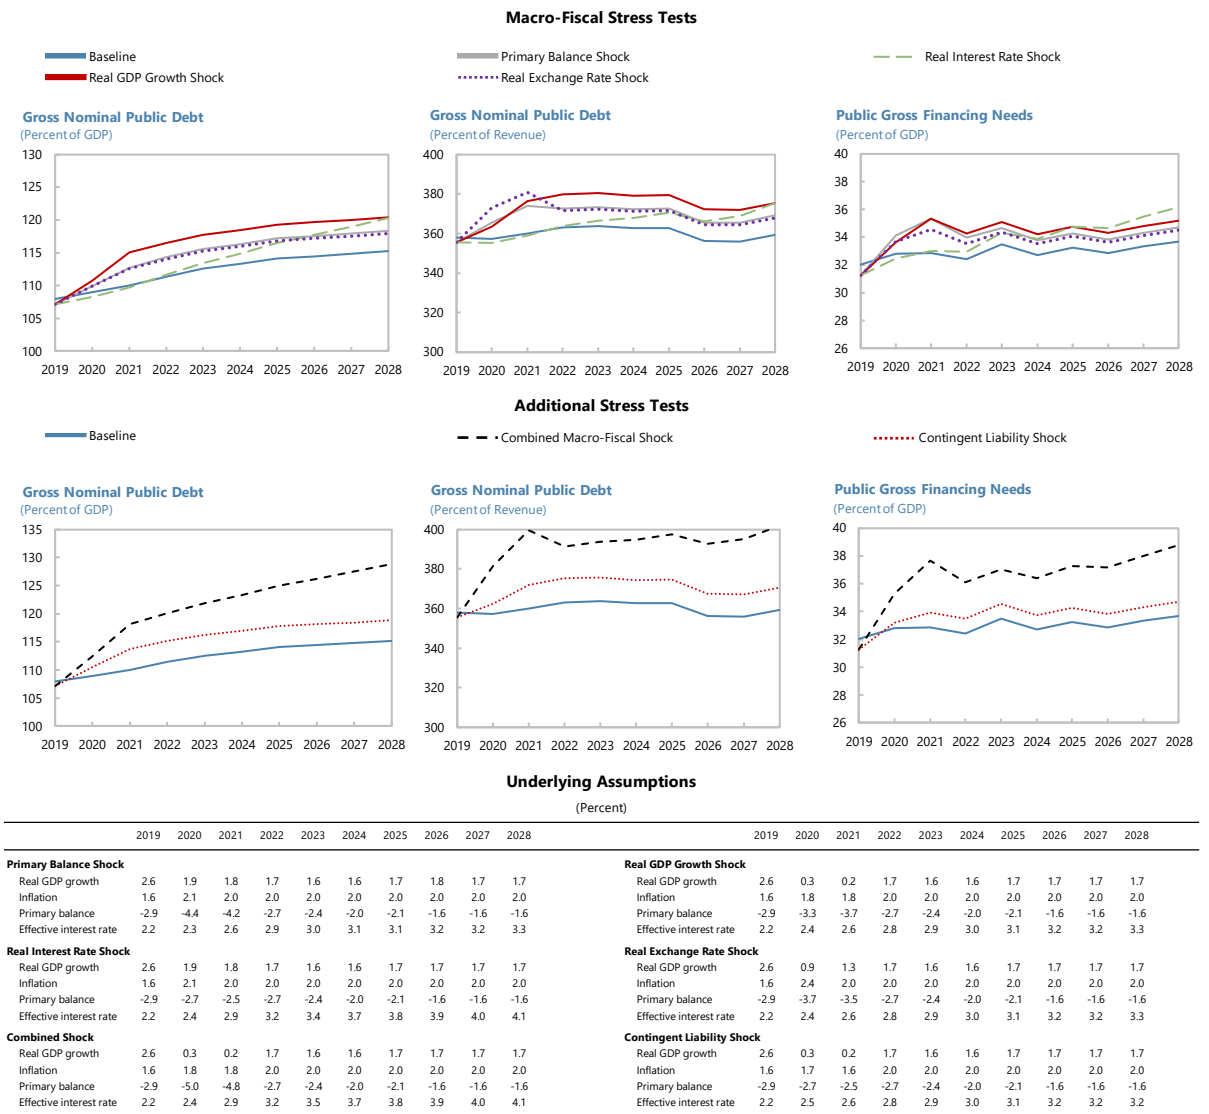 Macro-Fiscal Stress Tests
Baseline Primary Balance Shock Real Interest Rate Shock
Real GDP Growth Shock Real Exchange Rate Shock
Gross Nominal Public Debt
(Percent of GDP)
130
125
120
115
110
105
100
2019 2020 2021 2022 2023 2024 2025 2026 2027 2028
Gross Nominal Public Debt
(Percent of Revenue)
400
380
360
340
320
300
2019 2020 2021 2022 2023 2024 2025 2026 2027 2028
Public Gross Financing Needs
(Percent of GDP)
40
38
36
34
32
30
28
26
2019 2020 2021 2022 2023 2024 2025 2026 2027 2028
Additional Stress Tests
Baseline Combined Macro-Fiscal Shock Contingent Liability Shock
Gross Nominal Public Debt
(Percent of GDP)
135
130
125
120
115
110
105
100
2019 2020 2021 2022 2023 2024 2025 2026 2027 2028
Gross Nominal Public Debt
(Percent of Revenue)
400
380
360
340
320
300
2019 2020 2021 2022 2023 2024 2025 2026 2027 2028
Public Gross Financing Needs
(Percent of GDP)
40
38
36
34
32
30
28
26
2019 2020 2021 2022 2023 2024 2025 2026 2027 2028
Underlying Assumptions
(Percent)
2019 2020 2021 2022 2023 2024 2025 2026 2027 2028
Primary Balance Shock
Real GDP growth 2.6 1.9 1.8 1.7 1.6 1.6 1.7 1.8 1.7 1.7
Inflation 1.6 2.1 2.0 2.0 2.0 2.0 2.0 2.0 2.0 2.0
Primary balance -2.9 -4.4 -4.2 -2.7 -2.4 -2.0 -2.1 -1.6 -1.6 -1.6
Effective interest rate 2.2 2.3 2.6 2.9 3.0 3.1 3.1 3.2 3.2 3.3
Real Interest Rate Shock
Real GDP growth 2.6 1.9 1.8 1.7 1.6 1.6 1.7 1.7 1.7 1.7
Inflation 1.6 2.1 2.0 2.0 2.0 2.0 2.0 2.0 2.0 2.0
Primary balance -2.9 -2.7 -2.5 -2.7 -2.4 -2.0 -2.1 -1.6 -1.6 -1.6
Effective interest rate 2.2 2.4 2.9 3.2 3.4 3.7 3.8 3.9 4.0 4.1
Combined Shock
Real GDP growth 2.6 0.3 0.2 1.7 1.6 1.6 1.7 1.7 1.7 1.7
Inflation 1.6 1.8 1.8 2.0 2.0 2.0 2.0 2.0 2.0 2.0
Primary balance -2.9 -5.0 -4.8 -2.7 -2.4 -2.0 -2.1 -1.6 -1.6 -1.6
Effective interest rate 2.2 2.4 2.9 3.2 3.5 3.7 3.8 3.9 4.0 4.1
2019 2020 2021 2022 2023 2024 2025 2026 2027 2028
Real GDP Growth Shock
Real GDP growth 2.6 0.3 0.2 1.7 1.6 1.6 1.7 1.7 1.7 1.7
Inflation 1.6 1.8 1.8 2.0 2.0 2.0 2.0 2.0 2.0 2.0
Primary balance -2.9 -3.3 -3.7 -2.7 -2.4 -2.0 -2.1 -1.6 -1.6 -1.6
Effective interest rate 2.2 2.4 2.6 2.8 2.9 3.0 3.1 3.2 3.2 3.3
Real Exchange Rate Shock
Real GDP growth 2.6 0.9 1.3 1.7 1.6 1.6 1.7 1.7 1.7 1.7
Inflation 1.6 2.4 2.0 2.0 2.0 2.0 2.0 2.0 2.0 2.0
Primary balance -2.9 -3.7 -3.5 -2.7 -2.4 -2.0 -2.1 -1.6 -1.6 -1.6
Effective interest rate 2.2 2.4 2.6 2.8 2.9 3.0 3.1 3.2 3.2 3.3
Contingent Liability Shock
Real GDP growth 2.6 0.3 0.2 1.7 1.6 1.6 1.7 1.7 1.7 1.7
Inflation 1.6 1.7 1.6 2.0 2.0 2.0 2.0 2.0 2.0 2.0
Primary balance -2.9 -2.7 -2.5 -2.7 -2.4 -2.0 -2.1 -1.6 -1.6 -1.6
Effective interest rate 2.2 2.5 2.6 2.8 2.9 3.0 3.1 3.2 3.2 3.2